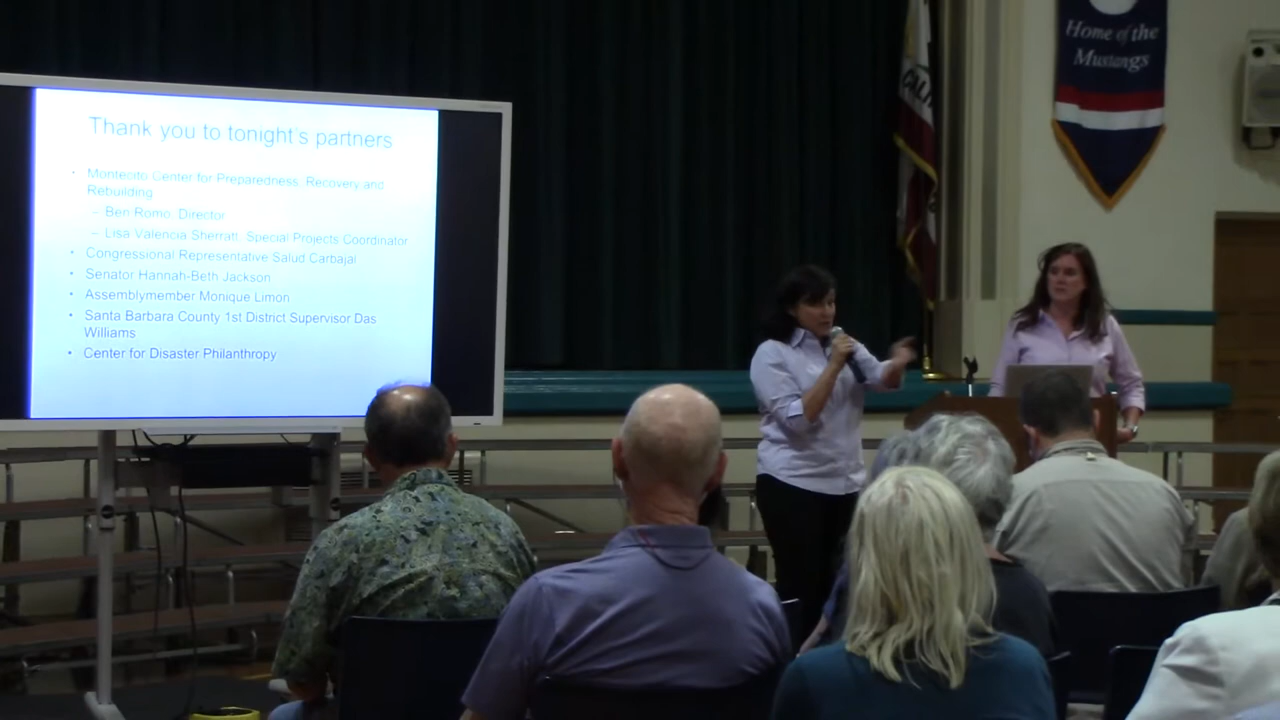 Thank you to tonight's partners
• Montecito Center for Preparedness, Recovery and
Rebuilding
– Ben Romo, Director
– Lisa Valencia Sherratt, Special Projects Coordinator
• Congressional Representative Salud Carbajal
• Senator Hannah-Beth Jackson
• Assemblymember Monique Limon
• Santa Barbara County 1st District Supervisor Das
Williams
• Center for Disaster Philanthropy
Home of the
Mustangs